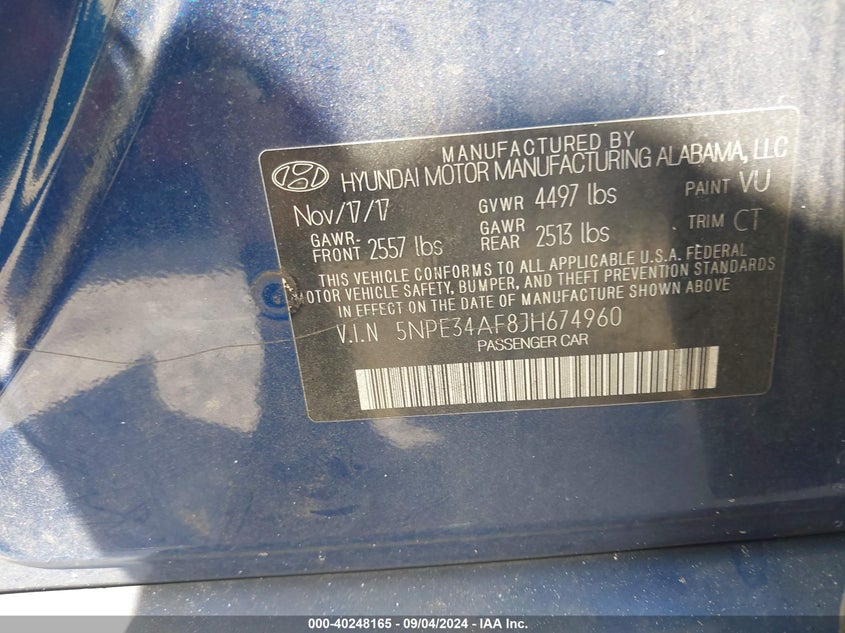 MANUFACTURED BY
HYUNDAI MOTOR MANUFACTURING ALABAMA, LLC
Nov/17/17 GVWR 4497 lbs PAINT VU
GAWR-FRONT 2557 lbs GAWR REAR 2513 lbs TRIM CT
THIS VEHICLE CONFORMS TO ALL APPLICABLE U.S.A. FEDERAL
MOTOR VEHICLE SAFETY, BUMPER, AND THEFT PREVENTION STANDARDS
IN EFFECT ON THE DATE OF MANUFACTURE SHOWN ABOVE
V.I.N 5NPE34AF8JH674960
PASSENGER CAR
000-40248165 - 09/04/2024 - IAA Inc.